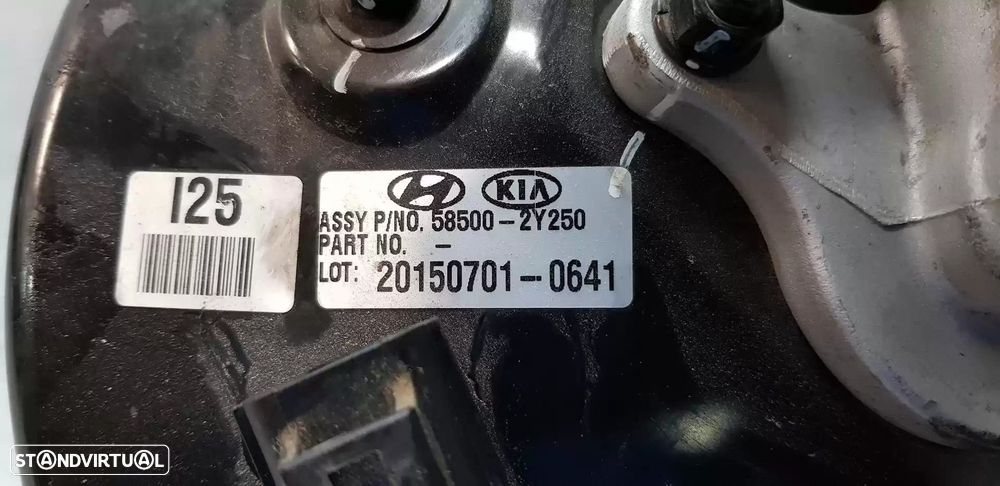 I25
KIA
ASSY P/NO. 58500-2Y250
PART NO. -
LOT: 20150701-0641
STANDVIRTUAL